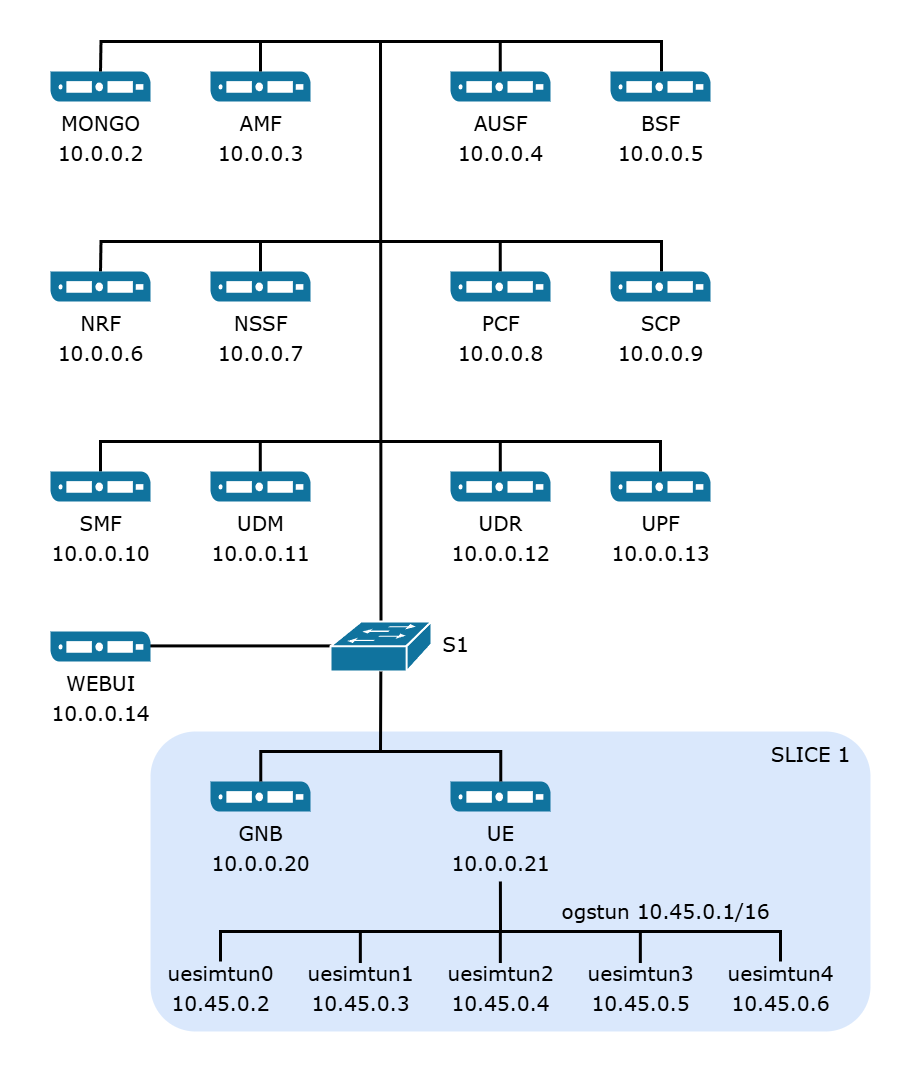 MONGO
10.0.0.2
AMF
10.0.0.3
AUSF
10.0.0.4
BSF
10.0.0.5
NRF
10.0.0.6
NSSF
10.0.0.7
PCF
10.0.0.8
SCP
10.0.0.9
SMF
10.0.0.10
UDM
10.0.0.11
UDR
10.0.0.12
UPF
10.0.0.13
S1
WEBUI
10.0.0.14
SLICE 1
GNB
10.0.0.20
UE
10.0.0.21
ogstun 10.45.0.1/16
uesimtun0
10.45.0.2
uesimtun1
10.45.0.3
uesimtun2
10.45.0.4
uesimtun3
10.45.0.5
uesimtun4
10.45.0.6